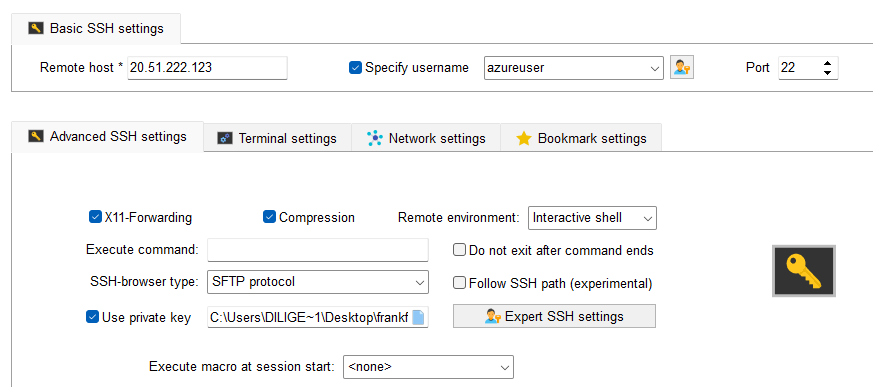 Basic SSH settings
Remote host * 20.51.222.123 Specify username azureuser Port 22
Advanced SSH settings Terminal settings Network settings Bookmark settings
X11-Forwarding Compression Remote environment: Interactive shell
Execute command: Do not exit after command ends
SSH-browser type: SFTP protocol Follow SSH path (experimental)
Use private key C:\Users\DILIGE~1\Desktop\frankf Expert SSH settings
Execute macro at session start: <none>